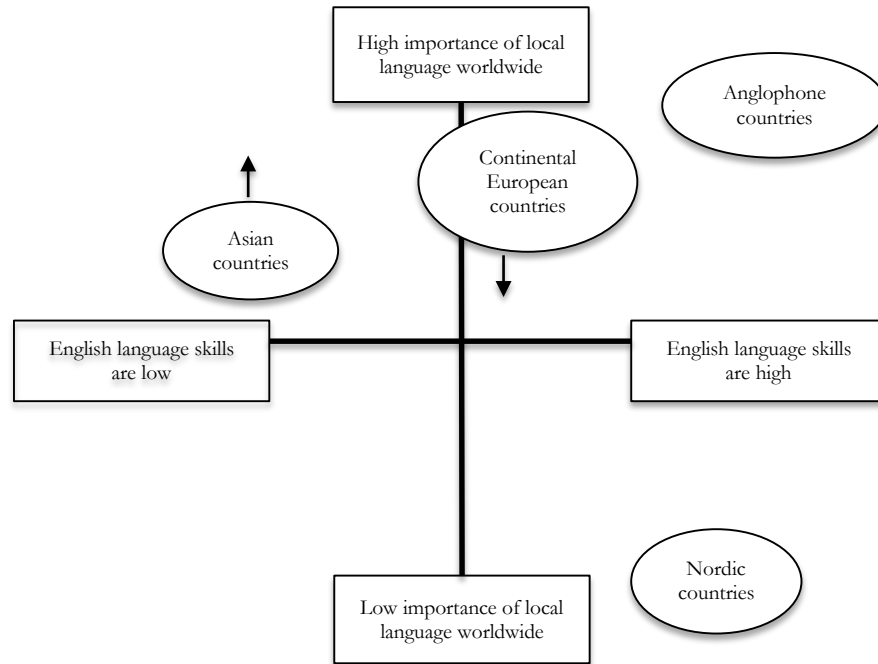 High importance of local
language worldwide
Anglophone
countries
Continental
European
countries
Asian
countries
English language skills
are low
English language skills
are high
Nordic
countries
Low importance of local
language worldwide